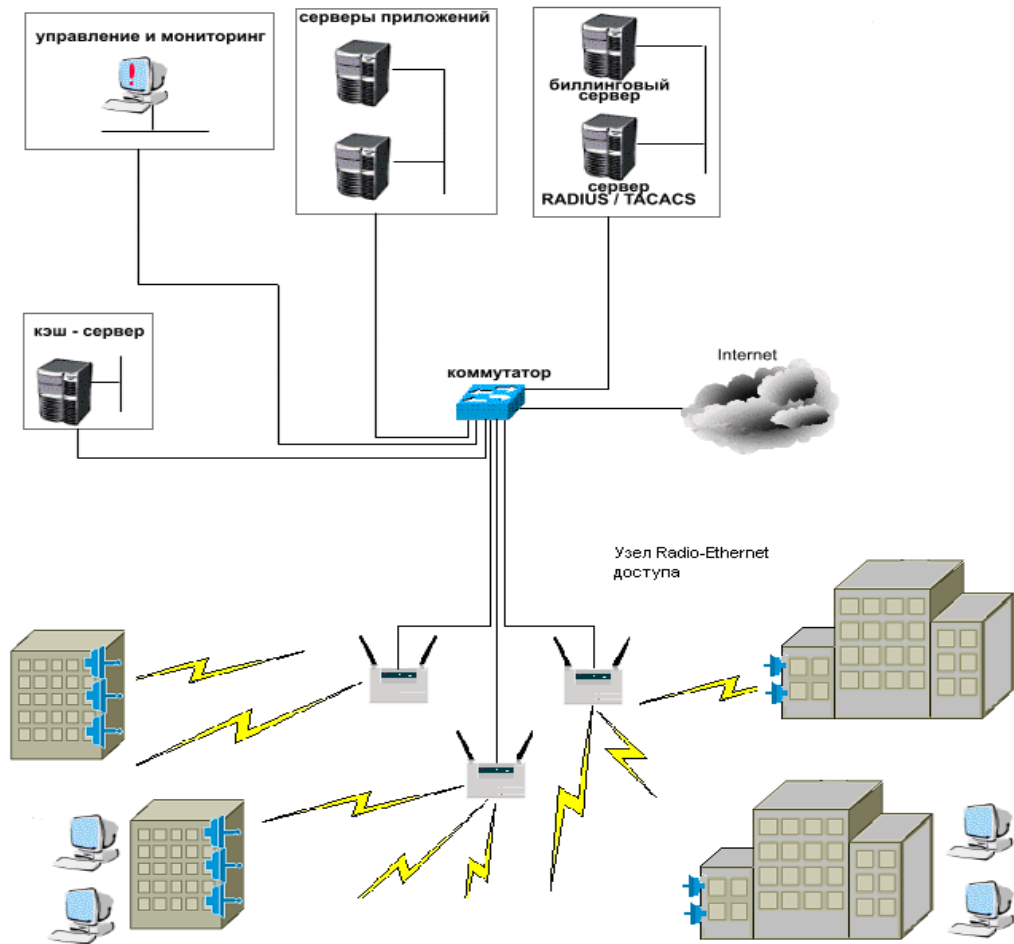 управление и мониторинг
серверы приложений
биллинговый
сервер
сервер
RADIUS / TACACS
кэш - сервер
коммутатор
Internet
Узел Radio-Ethernet
доступа